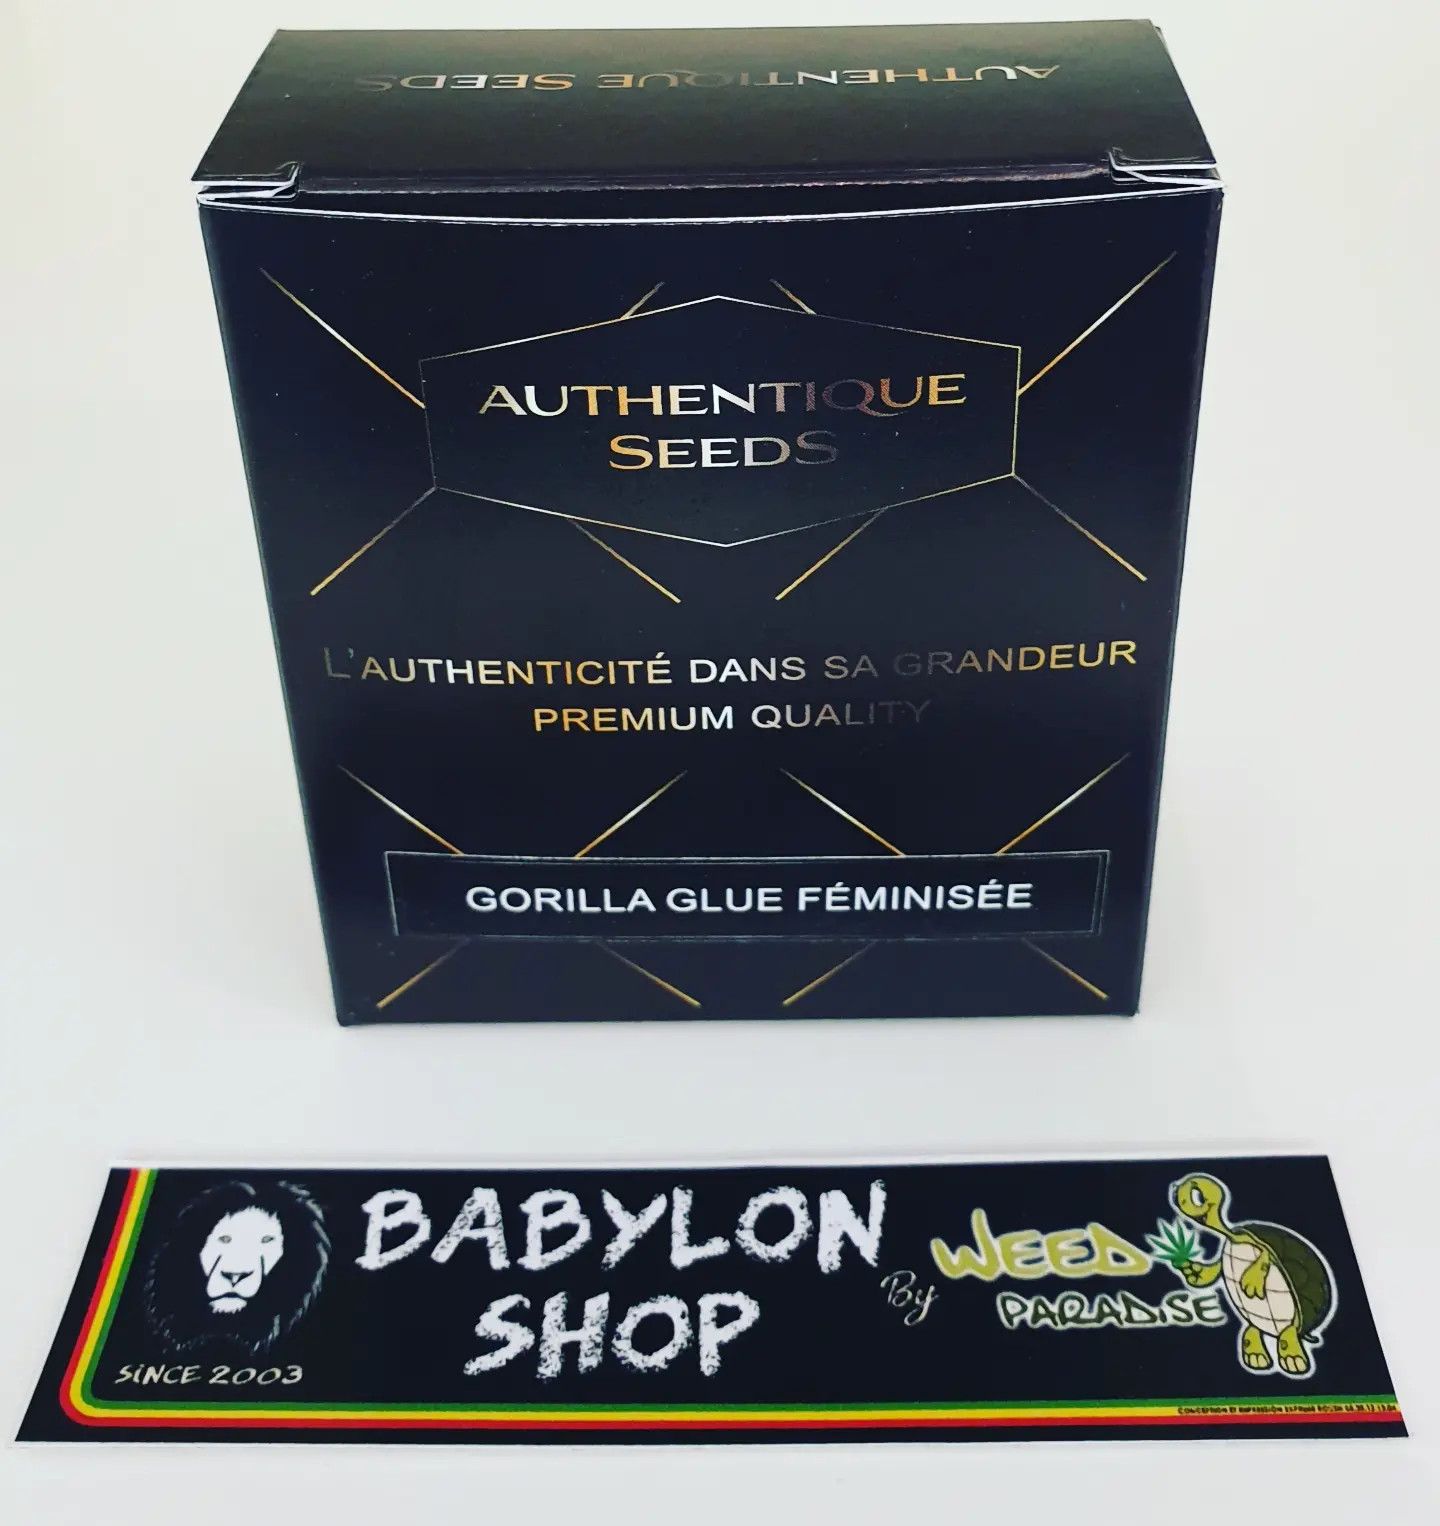 AUTHENTIQUE SEEDS
AUTHENTIQUE
SEEDS
L'AUTHENTICITÉ DANS SA GRANDEUR
PREMIUM QUALITY
GORILLA GLUE FÉMINISÉE
BABYLON
SHOP
By
WEED
PARADiSE
SiNCE 2003